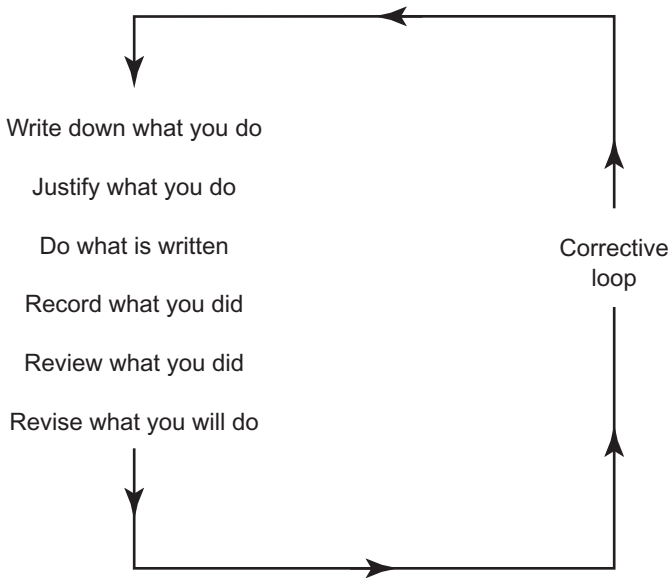 Write down what you do
Justify what you do
Do what is written
Corrective
loop
Record what you did
Review what you did
Revise what you will do